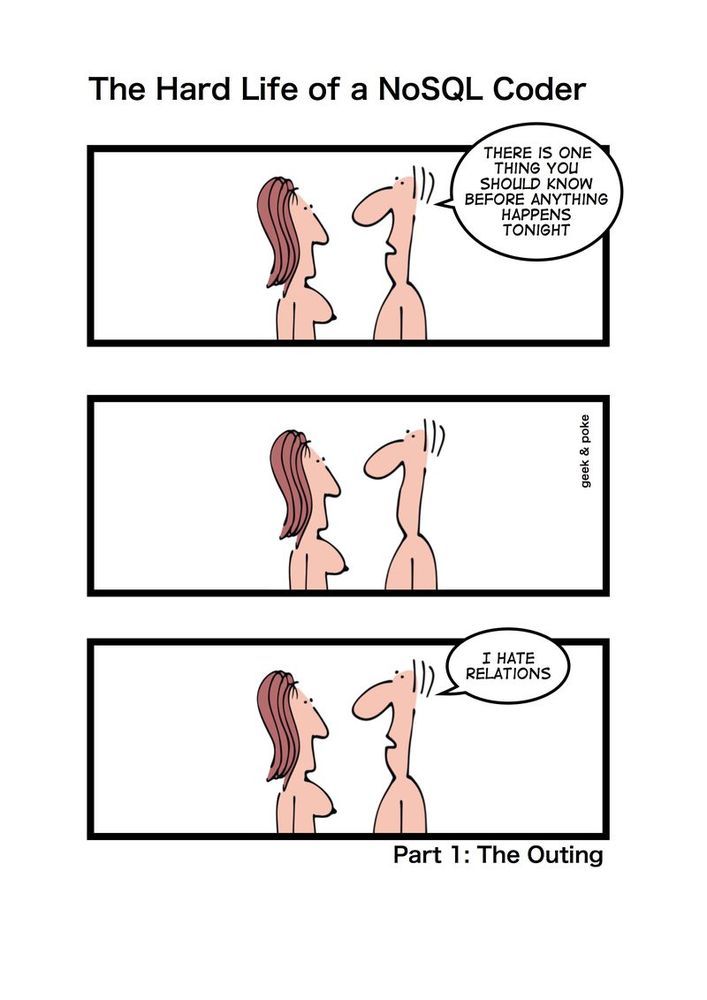 The Hard Life of a NoSQL Coder
THERE IS ONE
THING YOU
SHOULD KNOW
BEFORE ANYTHING
HAPPENS
TONIGHT
geek & poke
I HATE
RELATIONS
Part 1: The Outing